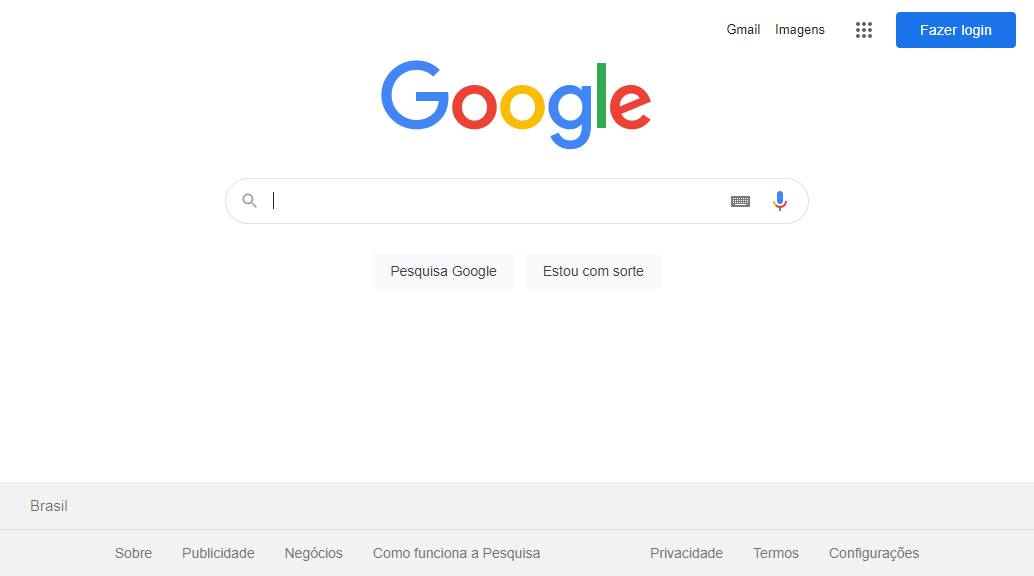 Gmail Imagens Fazer login
Google
Pesquisa Google Estou com sorte
Brasil
Sobre Publicidade Negócios Como funciona a Pesquisa Privacidade Termos Configurações